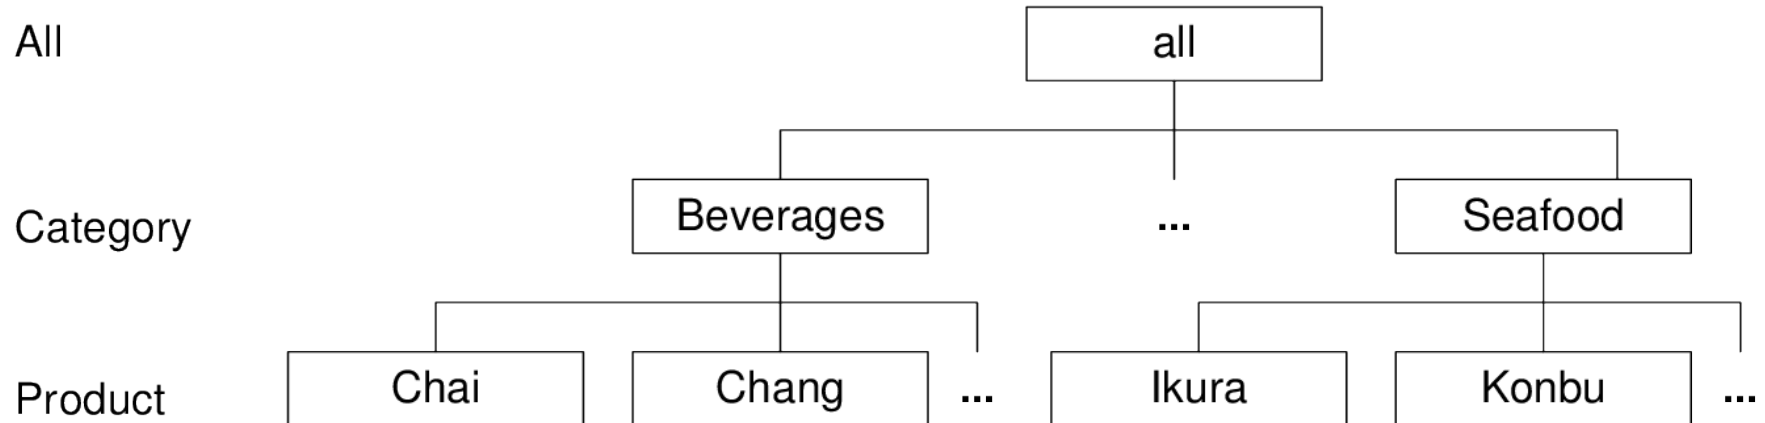 All all
Category Beverages ... Seafood
Product Chai Chang ... Ikura Konbu ...